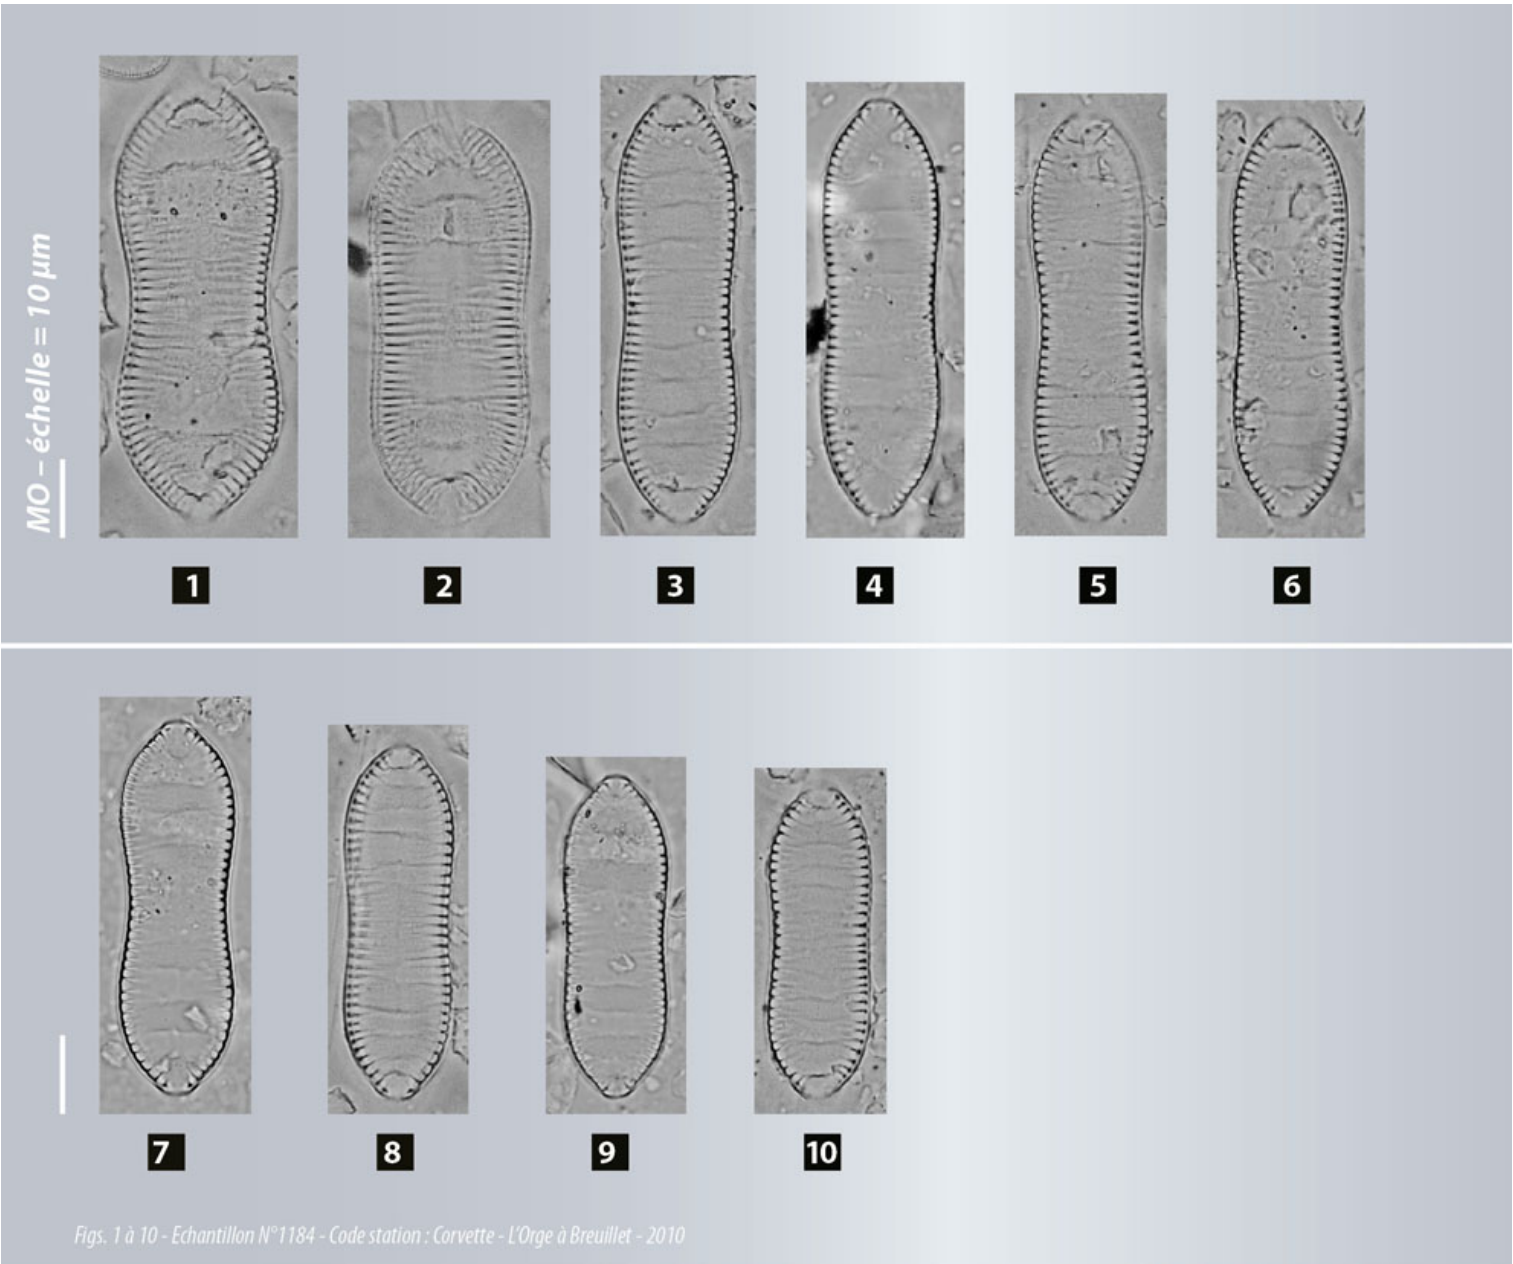 MO – échelle = 10 µm
1 2 3 4 5 6
7 8 9 10
Figs. 1 à 10 - Echantillon N°1184 - Code station : Corvette - L'Orge à Breuillet - 2010